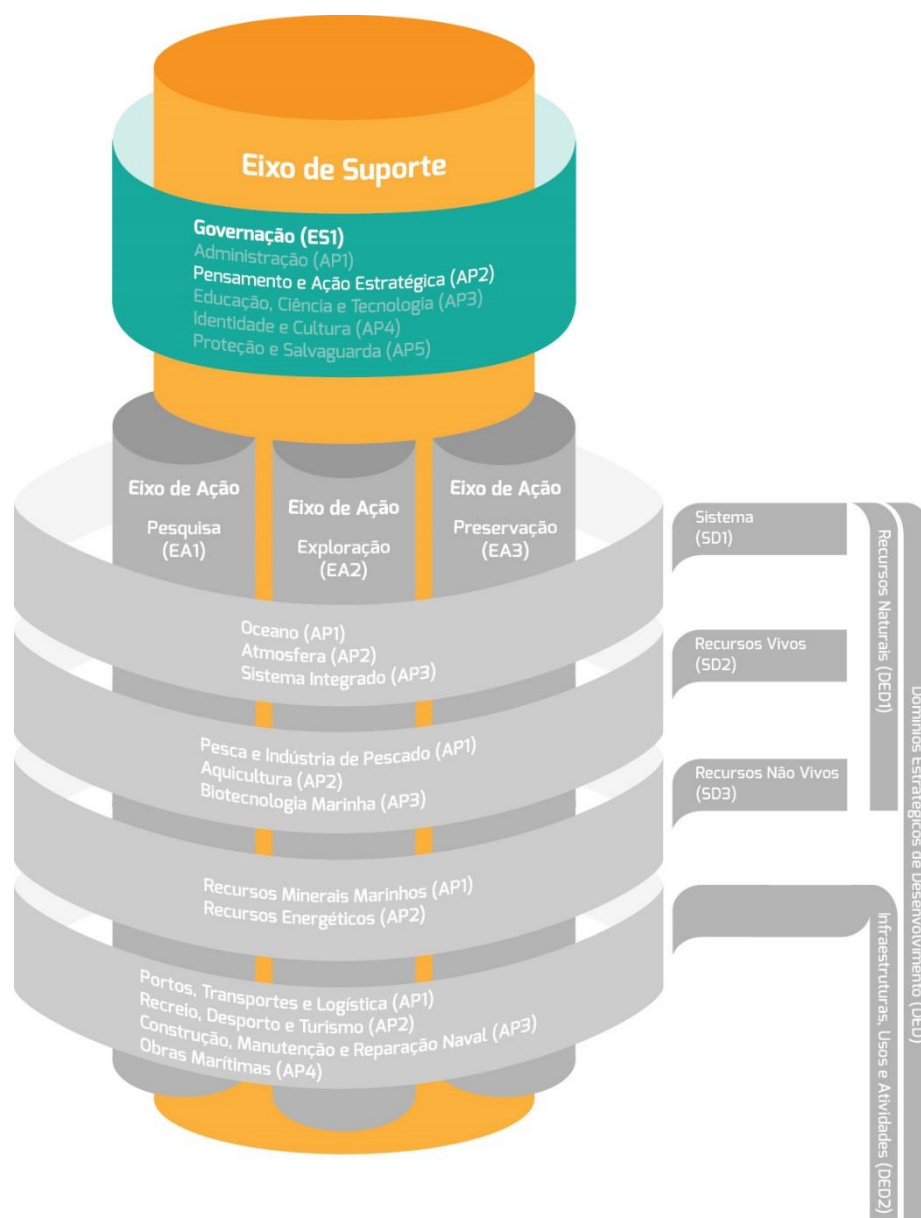 Eixo de Suporte
Governação (ES1)
Administração (AP1)
Pensamento e Ação Estratégica (AP2)
Educação, Ciência e Tecnologia (AP3)
Identidade e Cultura (AP4)
Proteção e Salvaguarda (AP5)
Eixo de Ação
Pesquisa
(EA1)
Eixo de Ação
Exploração
(EA2)
Eixo de Ação
Preservação
(EA3)
Oceano (AP1)
Atmosfera (AP2)
Sistema Integrado (AP3)
Pesca e Indústria de Pescado (AP1)
Aquicultura (AP2)
Biotecnologia Marinha (AP3)
Recursos Minerais Marinhos (AP1)
Recursos Energéticos (AP2)
Portos, Transportes e Logística (AP1)
Recreio, Desporto e Turismo (AP2)
Construção, Manutenção e Reparação Naval (AP3)
Obras Marítimas (AP4)
Sistema
(SD1)
Recursos Vivos
(SD2)
Recursos Não Vivos
(SD3)
Recursos Naturais (DED1)
Infraestruturas, Usos e Atividades (DED2)
Domínios Estratégicos de Desenvolvimento (DED)